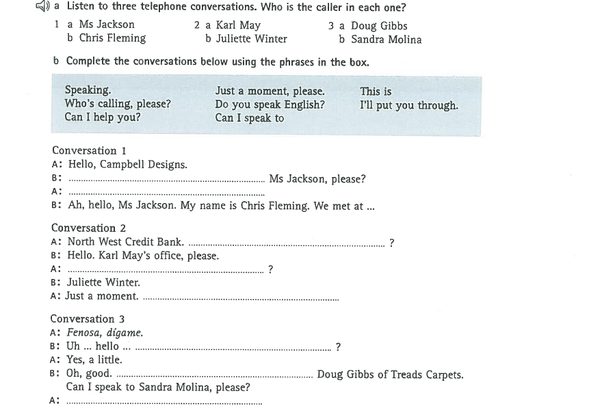 a Listen to three telephone conversations. Who is the caller in each one?
1 a Ms Jackson 2 a Karl May 3 a Doug Gibbs
b Chris Fleming b Juliette Winter b Sandra Molina
b Complete the conversations below using the phrases in the box.
Speaking. Just a moment, please. This is
Who's calling, please? Do you speak English? I'll put you through.
Can I help you? Can I speak to
Conversation 1
A: Hello, Campbell Designs.
B: ............................................................ Ms Jackson, please?
A: ............................................................
B: Ah, hello, Ms Jackson. My name is Chris Fleming. We met at ...
Conversation 2
A: North West Credit Bank. ............................................................ ?
B: Hello. Karl May's office, please.
A: ............................................................ ?
B: Juliette Winter.
A: Just a moment. ............................................................
Conversation 3
A: Fenosa, dígame.
B: Uh ... hello ... ............................................................ ?
A: Yes, a little.
B: Oh, good. ............................................................ Doug Gibbs of Treads Carpets.
Can I speak to Sandra Molina, please?
A: ............................................................